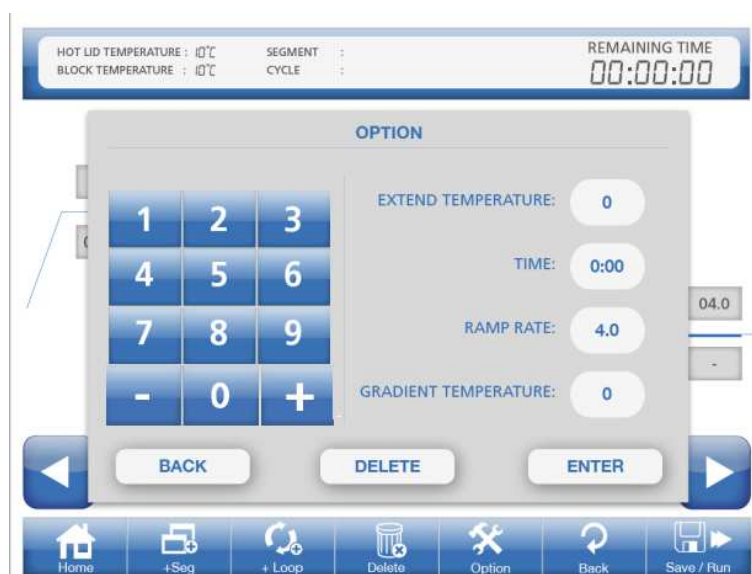 HOT LID TEMPERATURE : 10°C SEGMENT :
BLOCK TEMPERATURE : 10°C CYCLE :
REMAINING TIME
00:00:00
OPTION
1 2 3
4 5 6
7 8 9
- 0 +
EXTEND TEMPERATURE: 0
TIME: 0:00
RAMP RATE: 4.0
GRADIENT TEMPERATURE: 0
04.0
-
BACK DELETE ENTER
Home +Seg + Loop Delete Option Back Save / Run